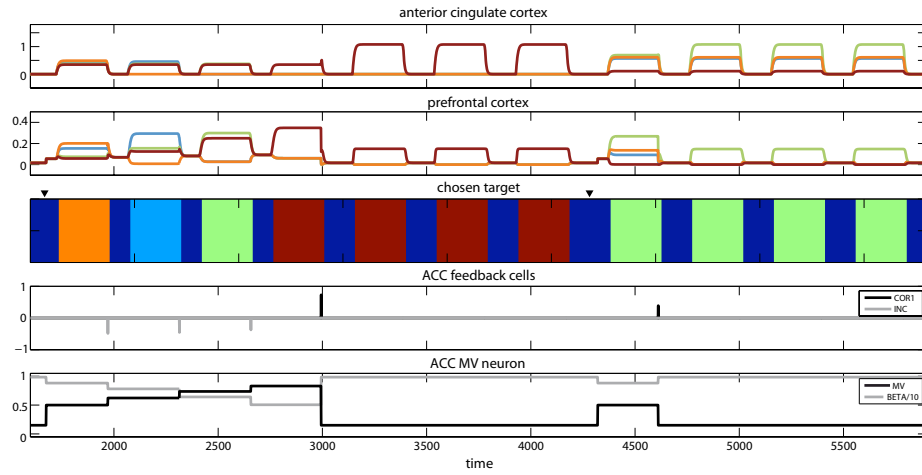 anterior cingulate cortex
1
0
prefrontal cortex
0.4
0.2
0
chosen target
ACC feedback cells
1
0
−1
COR1
INC
ACC MV neuron
1
0.5
0
MV
BETA/10
2000 2500 3000 3500 4000 4500 5000 5500
time